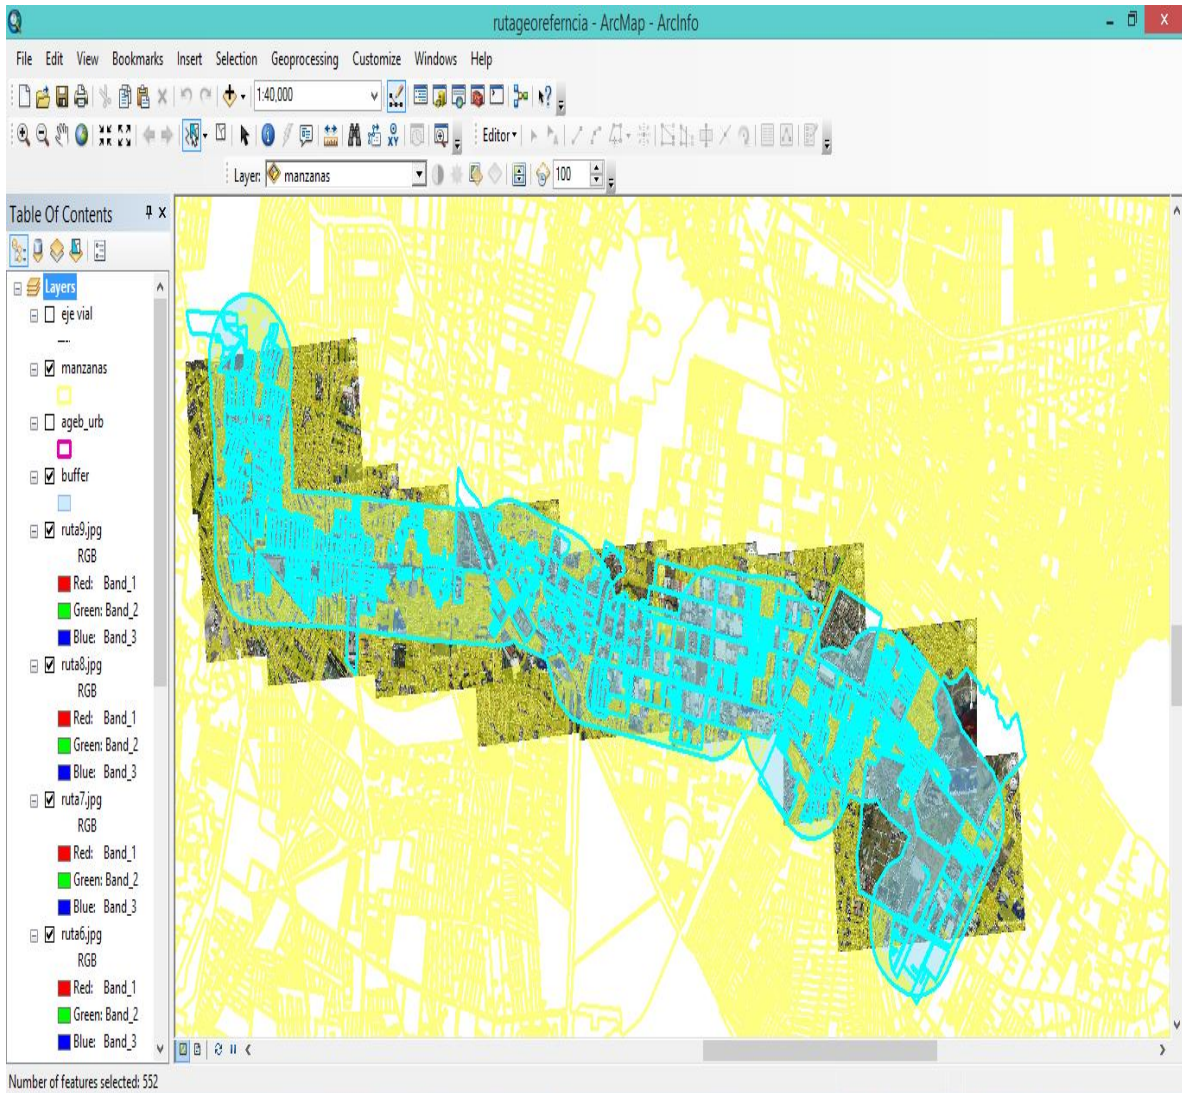 rutageoreferncia - ArcMap - ArcInfo
File Edit View Bookmarks Insert Selection Geoprocessing Customize Windows Help
1:40,000
Editor
Layer: manzanas 100
Table Of Contents
Layers
eje vial
manzanas
ageb_urb
buffer
ruta9.jpg
RGB
Red: Band_1
Green: Band_2
Blue: Band_3
ruta8.jpg
RGB
Red: Band_1
Green: Band_2
Blue: Band_3
ruta7.jpg
RGB
Red: Band_1
Green: Band_2
Blue: Band_3
ruta6.jpg
RGB
Red: Band_1
Green: Band_2
Blue: Band_3
Number of features selected: 552